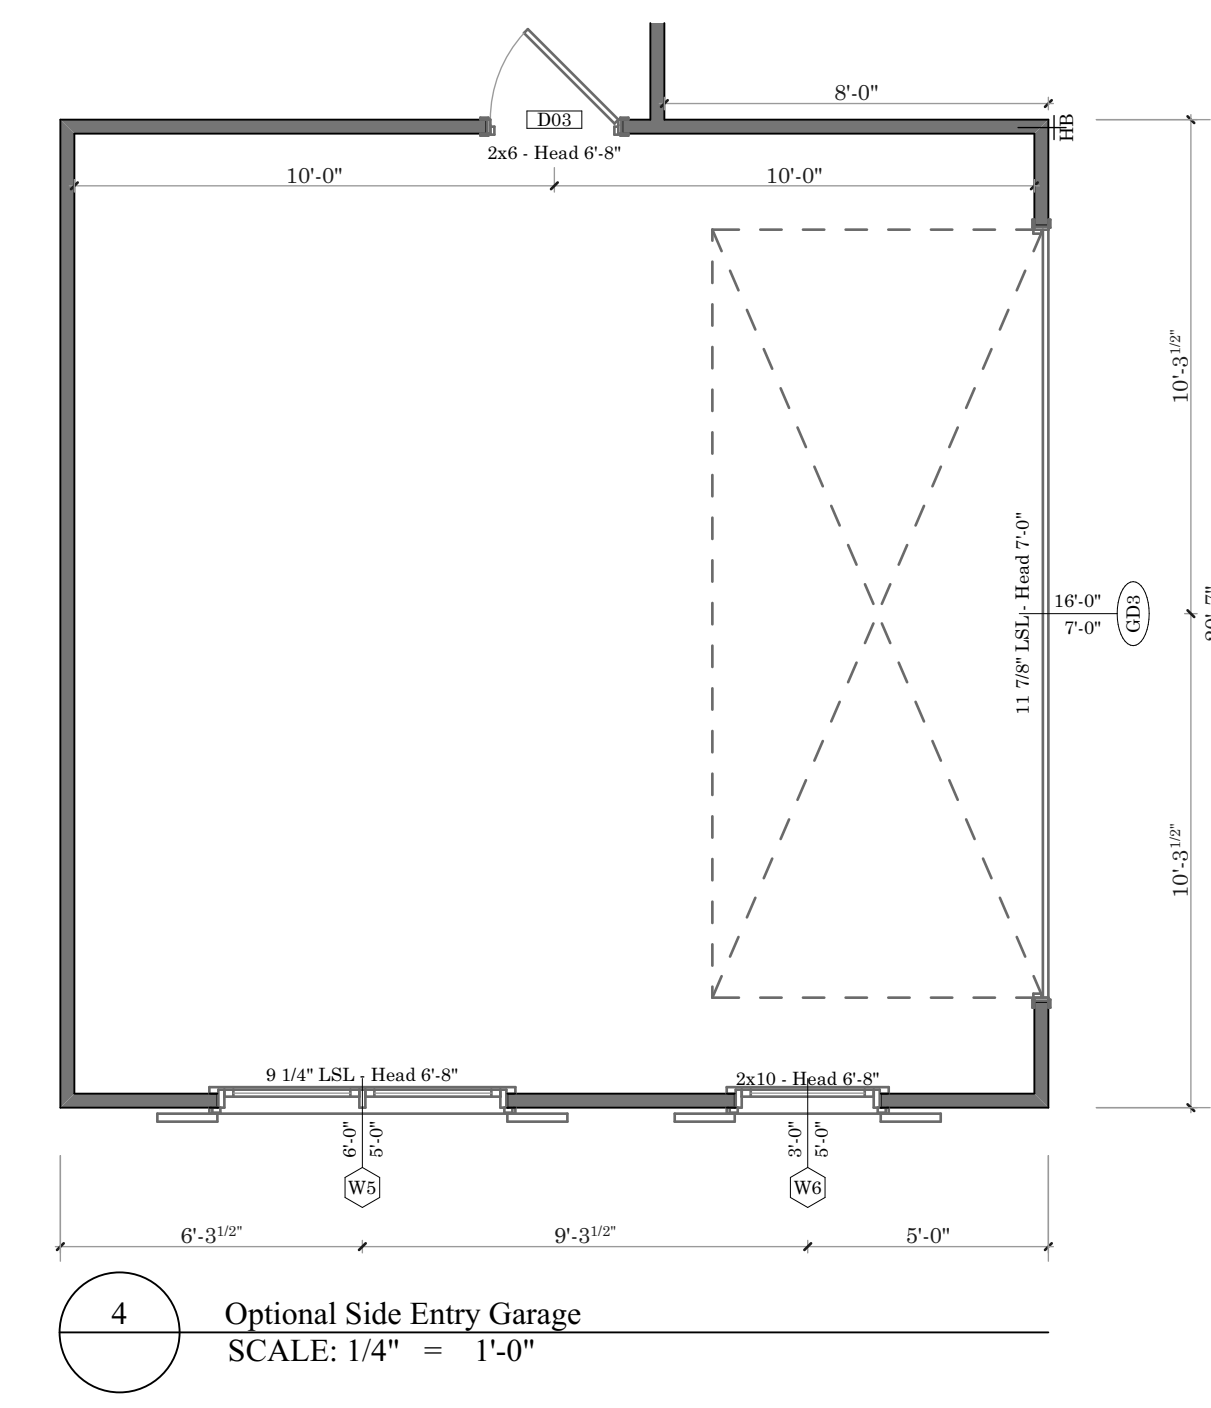 8'-0"
D03
HB
2x6 - Head 6'-8"
10'-0"
10'-0"
10'-3 1/2"
11 7/8" LSL - Head 7'-0"
16'-0"
7'-0"
GD3
10'-3 1/2"
9 1/4" LSL - Head 6'-8"
2x10 - Head 6'-8"
6'-0"
5'-0"
3'-0"
5'-0"
W5
W6
6'-3 1/2"
9'-3 1/2"
5'-0"
4
Optional Side Entry Garage
SCALE: 1/4" = 1'-0"